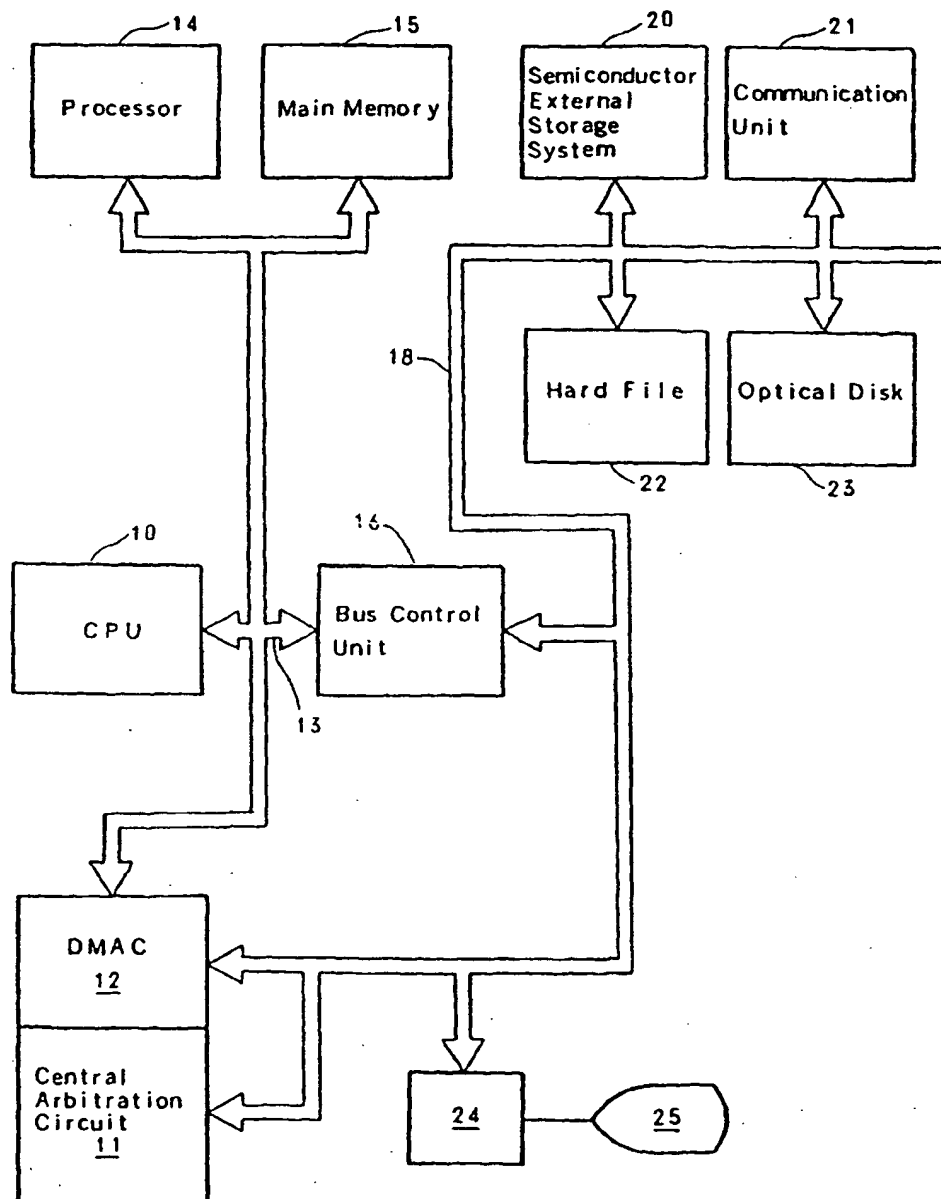 14
15
20
21
Processor
Main Memory
Semiconductor
External
Storage
System
Communication
Unit
18
Hard File
Optical Disk
22
23
10
16
CPU
Bus Control
Unit
13
DMAC
12
Central
Arbitration
Circuit
11
24
25